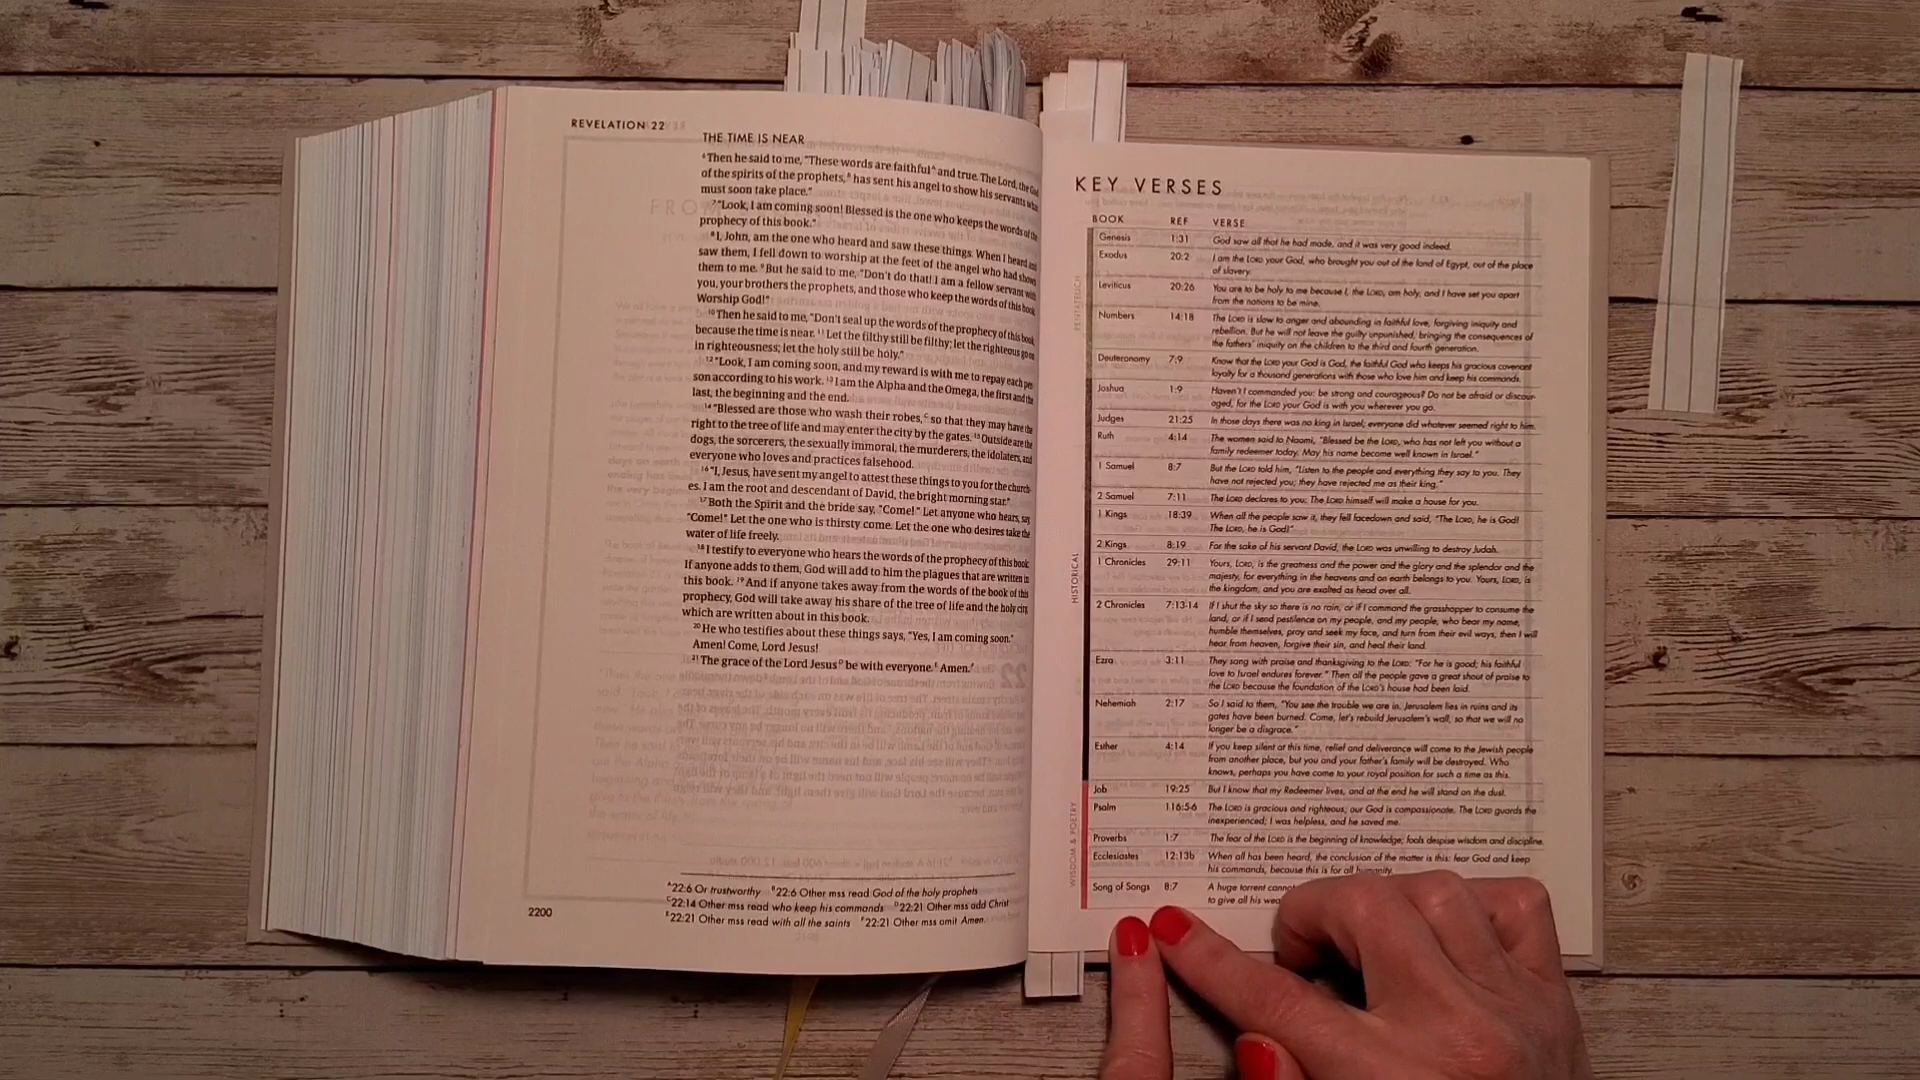 REVELATION 22
THE TIME IS NEAR
6 Then he said to me, "These words are faithful A and true. The Lord, the God
of the spirits of the prophets, B has sent his angel to show his servants what
must soon take place."
7 "Look, I am coming soon! Blessed is the one who keeps the words of the
prophecy of this book."
8 I, John, am the one who heard and saw these things. When I heard and
saw them, I fell down to worship at the feet of the angel who had shown
them to me. 9 But he said to me, "Don't do that! I am a fellow servant with
you, your brothers the prophets, and those who keep the words of this book.
Worship God!"
10 Then he said to me, "Don't seal up the words of the prophecy of this book,
because the time is near. 11 Let the filthy still be filthy; let the righteous go on
in righteousness; let the holy still be holy."
12 "Look, I am coming soon, and my reward is with me to repay each per-
son according to his work. 13 I am the Alpha and the Omega, the first and the
last, the beginning and the end.
14 "Blessed are those who wash their robes, C so that they may have the
right to the tree of life and may enter the city by the gates. 15 Outside are the
dogs, the sorcerers, the sexually immoral, the murderers, the idolaters, and
everyone who loves and practices falsehood.
16 "I, Jesus, have sent my angel to attest these things to you for the church-
es. I am the root and descendant of David, the bright morning star."
17 Both the Spirit and the bride say, "Come!" Let anyone who hears, say,
"Come!" Let the one who is thirsty come. Let the one who desires take the
water of life freely.
18 I testify to everyone who hears the words of the prophecy of this book:
If anyone adds to them, God will add to him the plagues that are written in
this book. 19 And if anyone takes away from the words of the book of this
prophecy, God will take away his share of the tree of life and the holy city,
which are written about in this book.
20 He who testifies about these things says, "Yes, I am coming soon."
Amen! Come, Lord Jesus!
21 The grace of the Lord Jesus D be with everyone. E Amen. F
A 22:6 Or trustworthy B 22:6 Other mss read God of the holy prophets
C 22:14 Other mss read who keep his commands D 22:21 Other mss add Christ
E 22:21 Other mss read with all the saints F 22:21 Other mss omit Amen.
2200
KEY VERSES
BOOK REF VERSE
PENTATEUCH
Genesis 1:31 God saw all that he had made, and it was very good indeed.
Exodus 20:2 I am the LORD your God, who brought you out of the land of Egypt, out of the place
of slavery.
Leviticus 20:26 You are to be holy to me because I, the LORD, am holy, and I have set you apart
from the nations to be mine.
Numbers 14:18 The LORD is slow to anger and abounding in faithful love, forgiving iniquity and
rebellion. But he will not leave the guilty unpunished, bringing the consequences of
the fathers' iniquity on the children to the third and fourth generation.
Deuteronomy 7:9 Know that the LORD your God is God, the faithful God who keeps his gracious covenant
loyalty for a thousand generations with those who love him and keep his commands.
HISTORICAL
Joshua 1:9 Haven't I commanded you: be strong and courageous? Do not be afraid or discour-
aged, for the LORD your God is with you wherever you go.
Judges 21:25 In those days there was no king in Israel; everyone did whatever seemed right to him.
Ruth 4:14 The women said to Naomi, "Blessed be the LORD, who has not left you without a
family redeemer today. May his name become well known in Israel."
1 Samuel 8:7 But the LORD told him, "Listen to the people and everything they say to you. They
have not rejected you; they have rejected me as their king."
2 Samuel 7:11 The LORD declares to you: The LORD himself will make a house for you.
1 Kings 18:39 When all the people saw it, they fell facedown and said, "The LORD, he is God!
The LORD, he is God!"
2 Kings 8:19 For the sake of his servant David, the LORD was unwilling to destroy Judah.
1 Chronicles 29:11 Yours, LORD, is the greatness and the power and the glory and the splendor and the
majesty, for everything in the heavens and on earth belongs to you. Yours, LORD, is
the kingdom, and you are exalted as head over all.
2 Chronicles 7:13-14 If I shut the sky so there is no rain, or if I command the grasshopper to consume the
land, or if I send pestilence on my people, and my people, who bear my name,
humble themselves, pray and seek my face, and turn from their evil ways, then I will
hear from heaven, forgive their sin, and heal their land.
Ezra 3:11 They sang with praise and thanksgiving to the LORD: "For he is good; his faithful
love to Israel endures forever." Then all the people gave a great shout of praise to
the LORD because the foundation of the LORD's house had been laid.
Nehemiah 2:17 So I said to them, "You see the trouble we are in. Jerusalem lies in ruins and its
gates have been burned. Come, let's rebuild Jerusalem's wall, so that we will no
longer be a disgrace."
Esther 4:14 If you keep silent at this time, relief and deliverance will come to the Jewish people
from another place, but you and your father's family will be destroyed. Who
knows, perhaps you have come to your royal position for such a time as this.
WISDOM & POETRY
Job 19:25 But I know that my Redeemer lives, and at the end he will stand on the dust.
Psalm 116:5-6 The LORD is gracious and righteous; our God is compassionate. The LORD guards the
inexperienced; I was helpless, and he saved me.
Proverbs 1:7 The fear of the LORD is the beginning of knowledge; fools despise wisdom and discipline.
Ecclesiastes 12:13b When all has been heard, the conclusion of the matter is this: fear God and keep
his commands, because this is for all humanity.
Song of Songs 8:7 A huge torrent cannot
to give all his wea